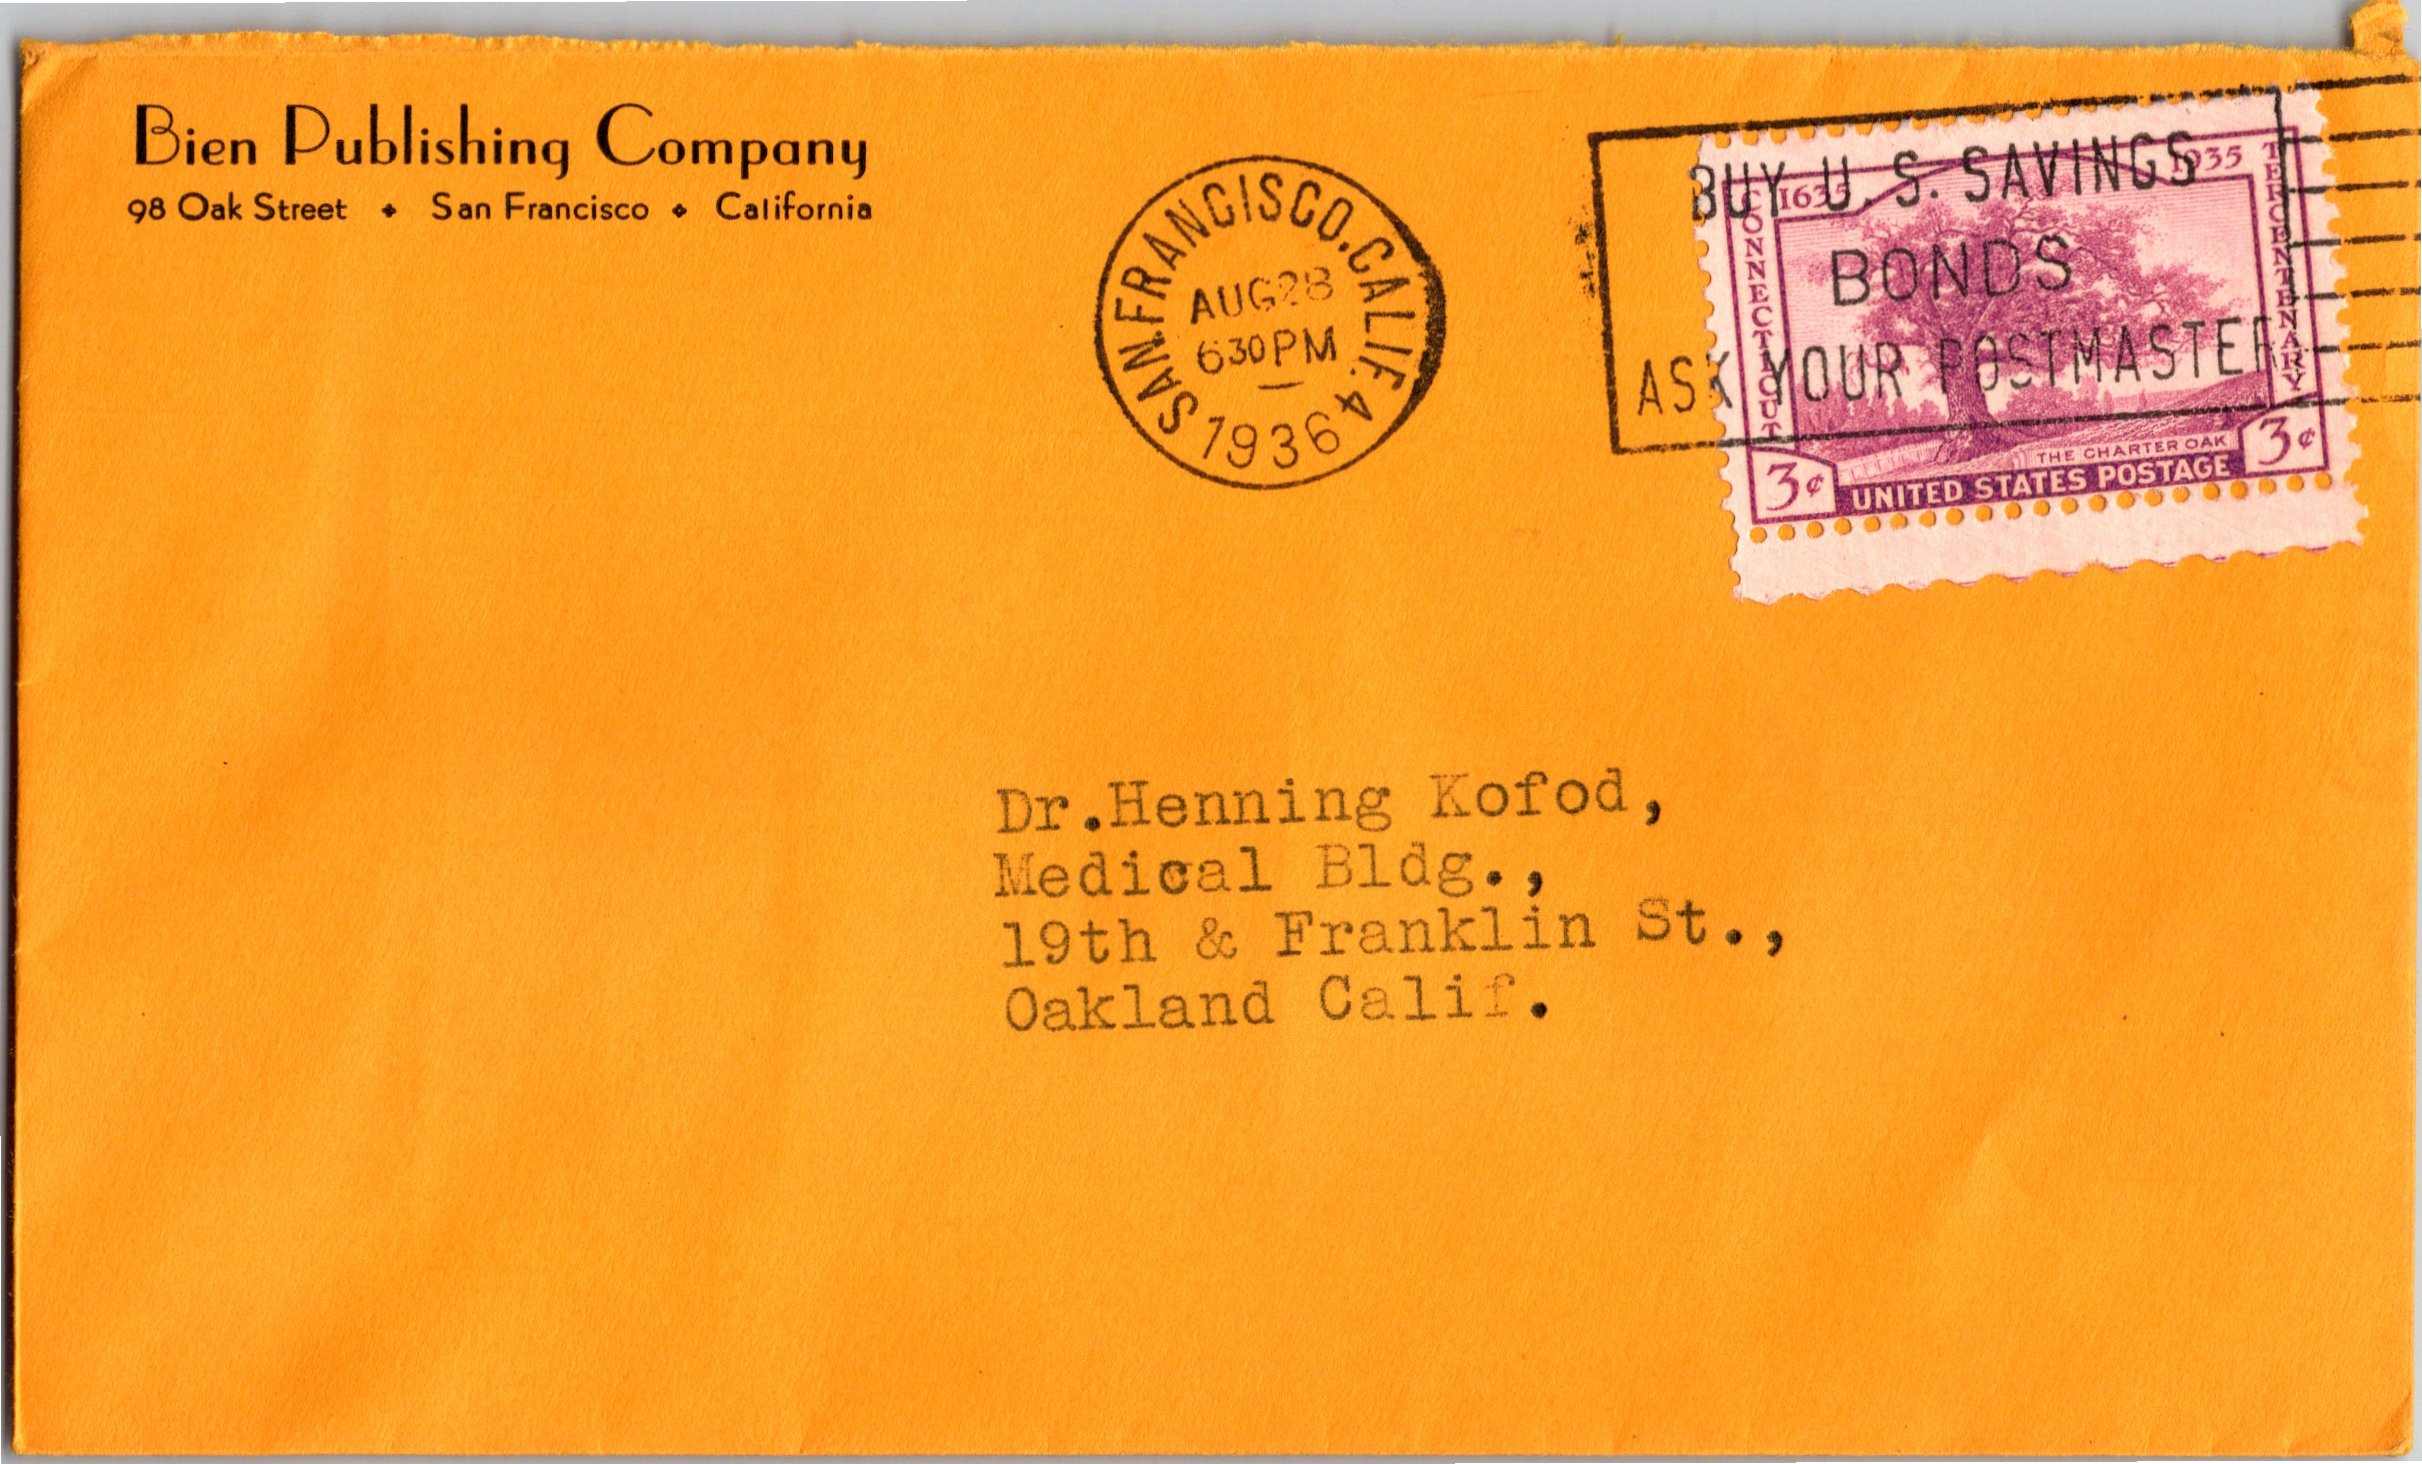 Bien Publishing Company
98 Oak Street ◆ San Francisco ◆ California
SAN FRANCISCO, CALIF. 4
AUG 28
630 PM
1936
BUY U. S. SAVINGS
BONDS
ASK YOUR POSTMASTER
1635
1935
CONNECTICUT
TERCENTENARY
THE CHARTER OAK
3¢
UNITED STATES POSTAGE
3¢
Dr.Henning Kofod,
Medical Bldg.,
19th & Franklin St.,
Oakland Calif.